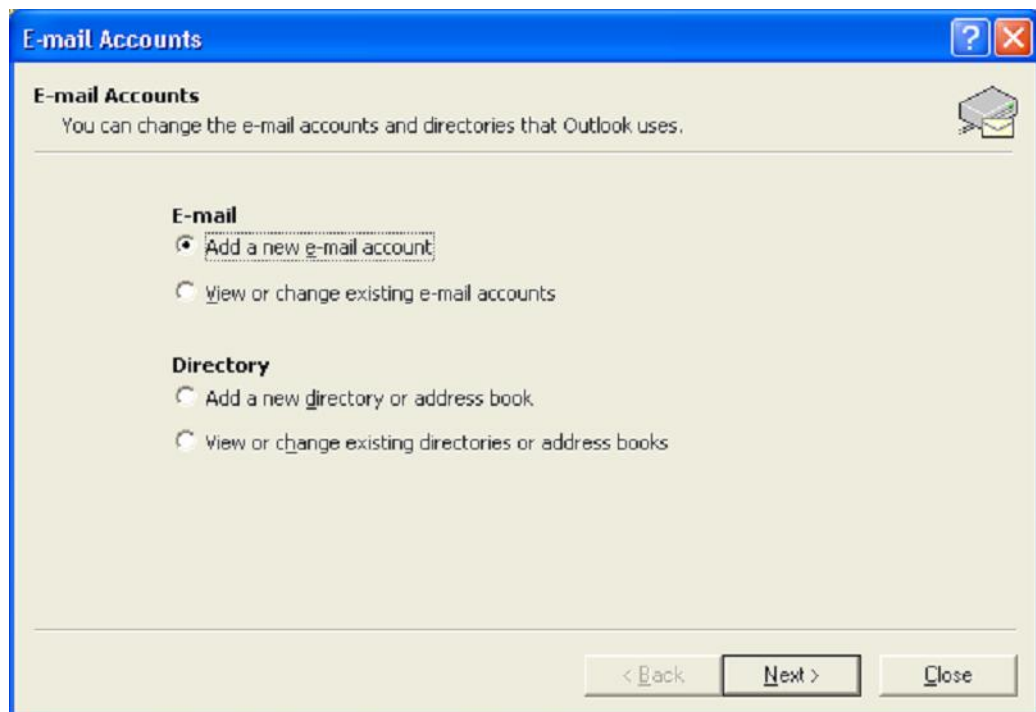 E-mail Accounts
E-mail Accounts
You can change the e-mail accounts and directories that Outlook uses.
E-mail
Add a new e-mail account
View or change existing e-mail accounts
Directory
Add a new directory or address book
View or change existing directories or address books
< Back
Next >
Close